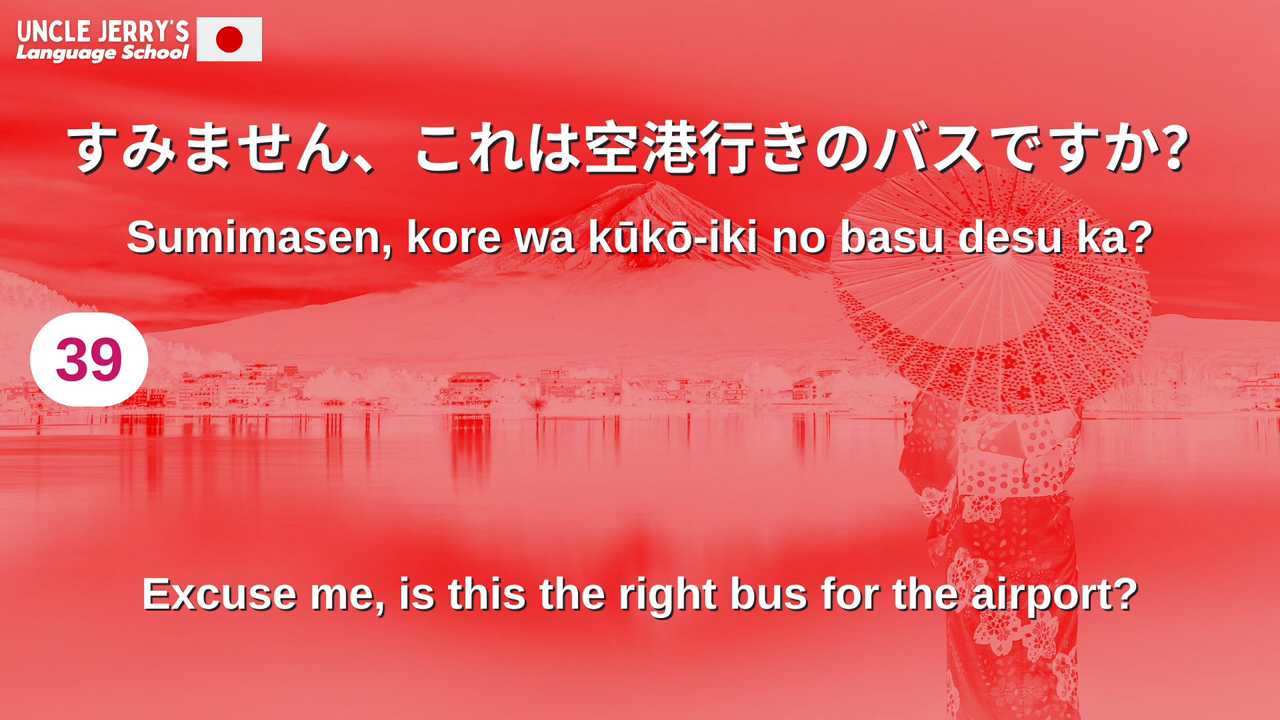 UNCLE JERRY'S
Language School
すみません、これは空港行きのバスですか?
Sumimasen, kore wa kūkō-iki no basu desu ka?
39
Excuse me, is this the right bus for the airport?